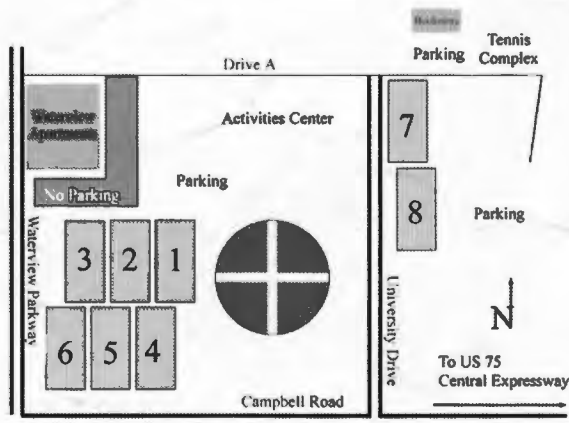 Parking
Tennis
Complex
Drive A
Waterview
Apartments
Activities Center
7
Parking
No Parking
8
Parking
Waterview Parkway
3
2
1
University Drive
N
6
5
4
To US 75
Central Expressway
Campbell Road